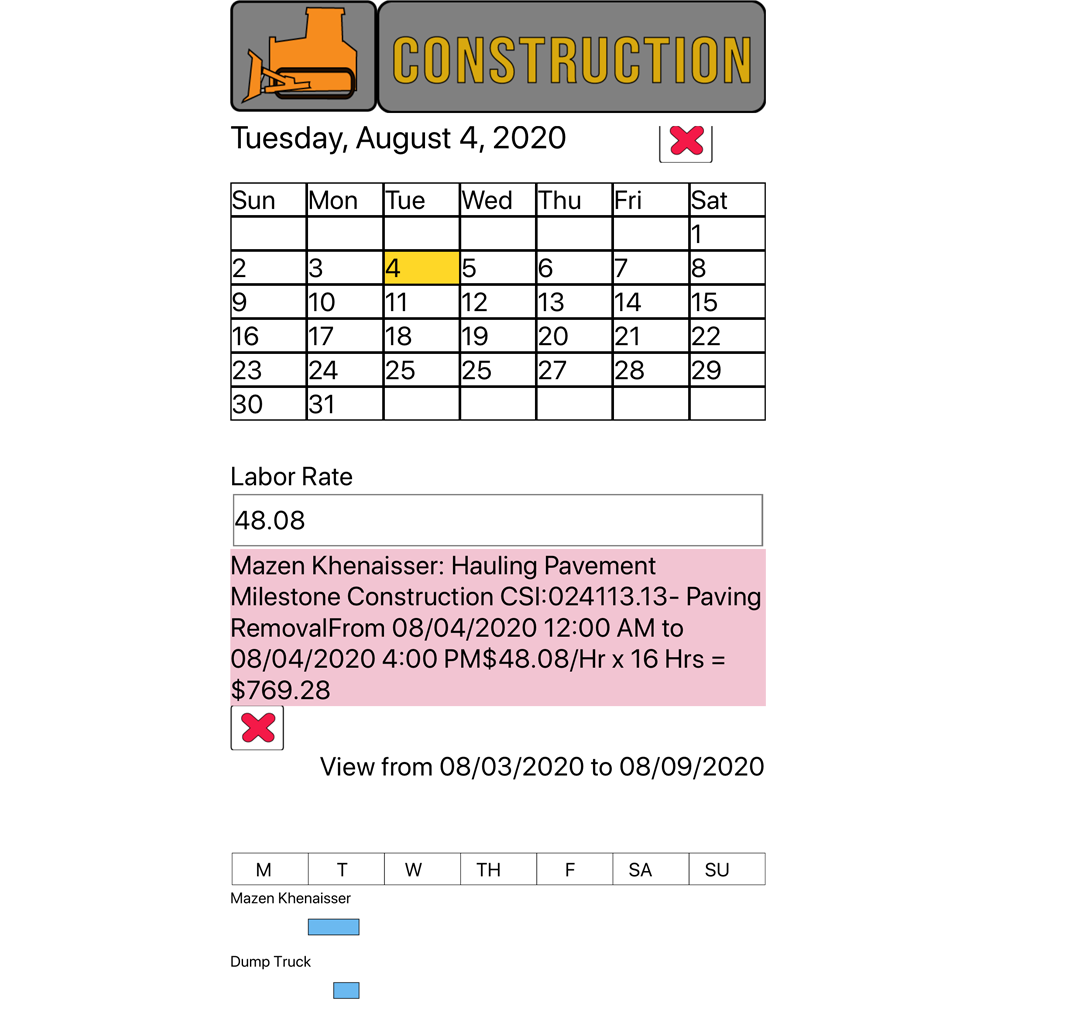 CONSTRUCTION
Tuesday, August 4, 2020
Sun Mon Tue Wed Thu Fri Sat
1
2 3 4 5 6 7 8
9 10 11 12 13 14 15
16 17 18 19 20 21 22
23 24 25 25 27 28 29
30 31
Labor Rate
48.08
Mazen Khenaisser: Hauling Pavement
Milestone Construction CSI:024113.13- Paving
RemovalFrom 08/04/2020 12:00 AM to
08/04/2020 4:00 PM$48.08/Hr x 16 Hrs =
$769.28
View from 08/03/2020 to 08/09/2020
M T W TH F SA SU
Mazen Khenaisser
Dump Truck